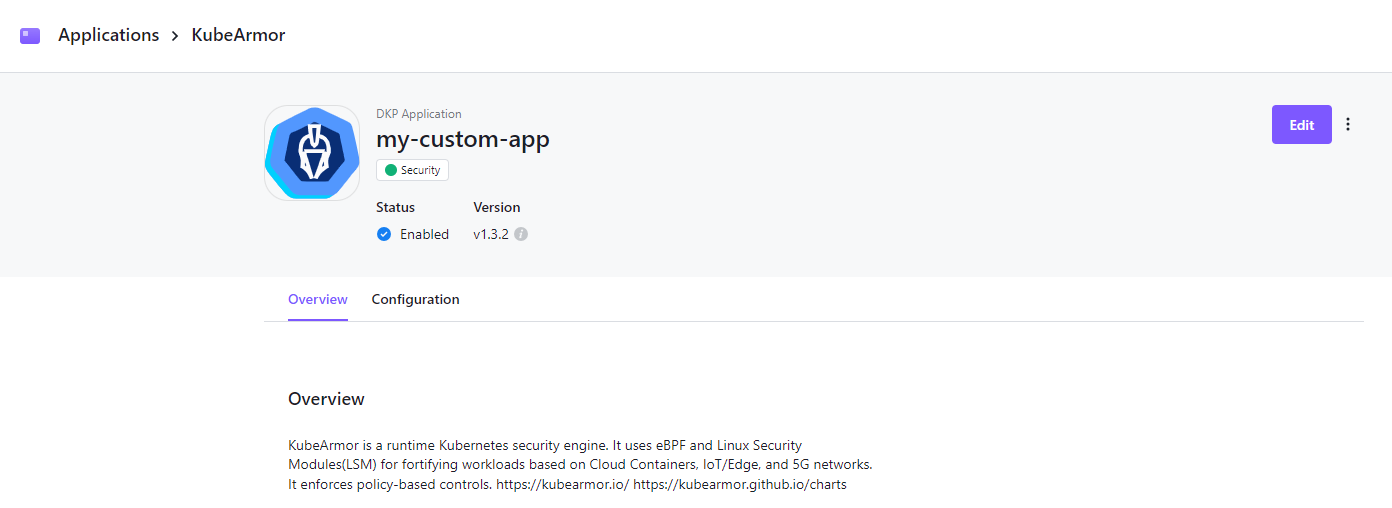 Applications > KubeArmor
DKP Application
my-custom-app
Edit
Security
Status Version
Enabled v1.3.2
Overview Configuration
Overview
KubeArmor is a runtime Kubernetes security engine. It uses eBPF and Linux Security
Modules(LSM) for fortifying workloads based on Cloud Containers, IoT/Edge, and 5G networks.
It enforces policy-based controls. https://kubearmor.io/ https://kubearmor.github.io/charts